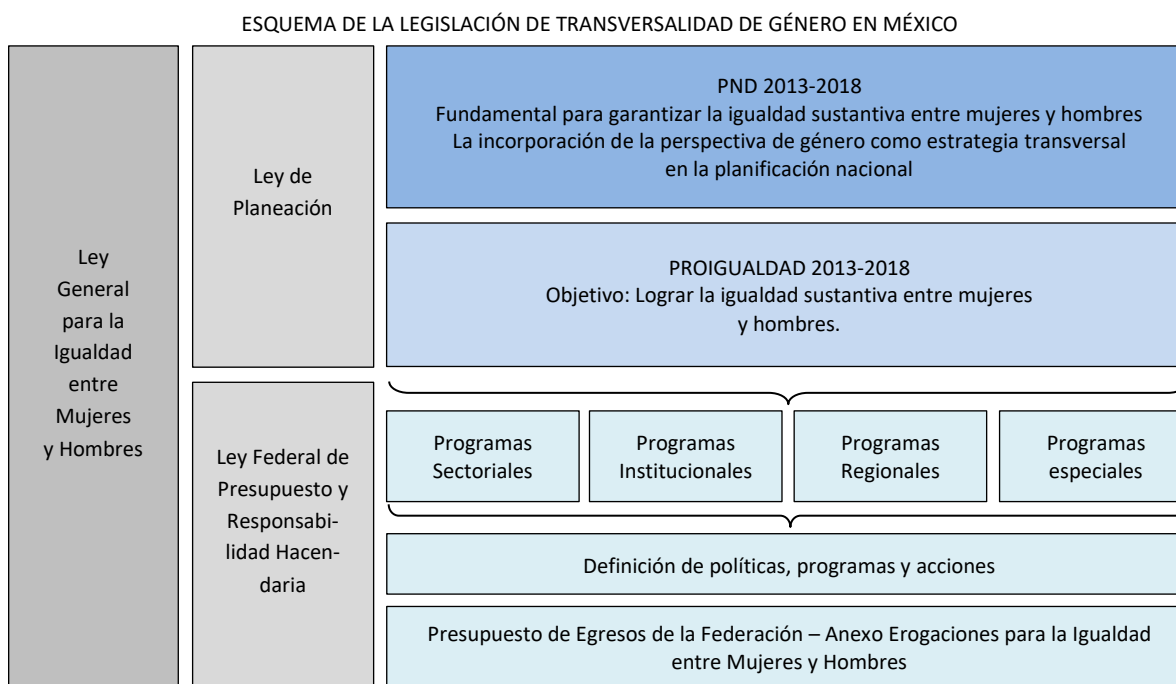 ESQUEMA DE LA LEGISLACIÓN DE TRANSVERSALIDAD DE GÉNERO EN MÉXICO
Ley
General
para la
Igualdad
entre
Mujeres
y Hombres
Ley de
Planeación
PND 2013-2018
Fundamental para garantizar la igualdad sustantiva entre mujeres y hombres
La incorporación de la perspectiva de género como estrategia transversal
en la planificación nacional
PROIGUALDAD 2013-2018
Objetivo: Lograr la igualdad sustantiva entre mujeres
y hombres.
Ley Federal de
Presupuesto y
Responsabi-
lidad Hacen-
daria
Programas
Sectoriales
Programas
Institucionales
Programas
Regionales
Programas
especiales
Definición de políticas, programas y acciones
Presupuesto de Egresos de la Federación – Anexo Erogaciones para la Igualdad
entre Mujeres y Hombres